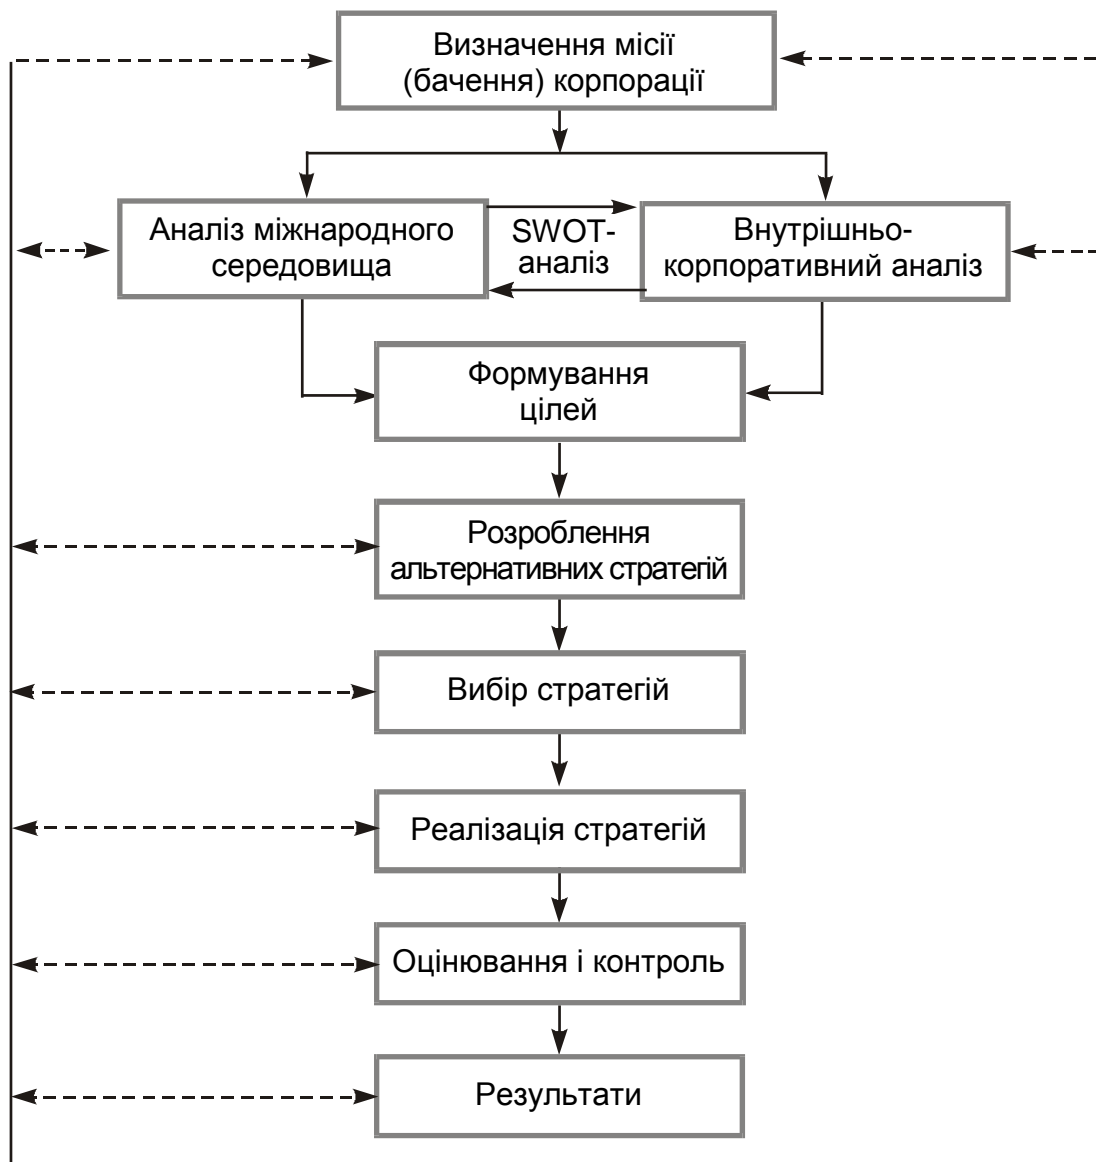 Визначення місії
(бачення) корпорації
Аналіз міжнародного
середовища
SWOT-
аналіз
Внутрішньо-
корпоративний аналіз
Формування
цілей
Розроблення
альтернативних стратегій
Вибір стратегій
Реалізація стратегій
Оцінювання і контроль
Результати